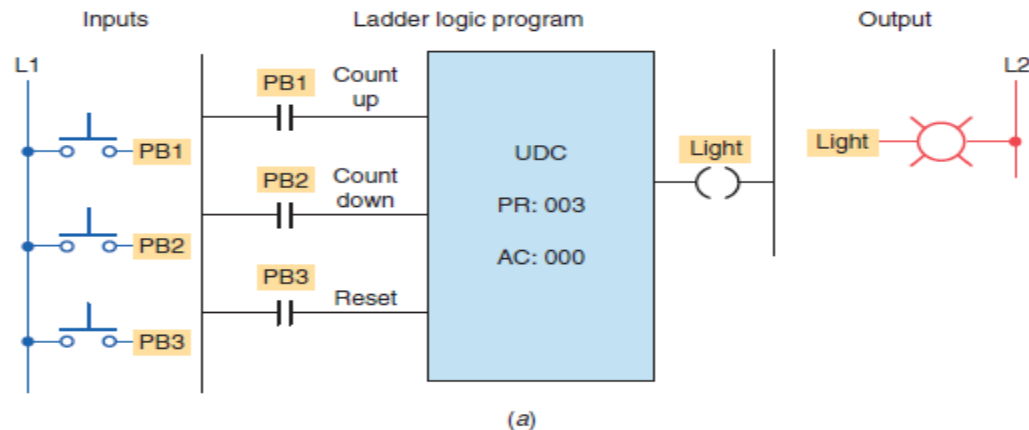 Inputs
Ladder logic program
Output
L1
PB1
PB2
PB3
PB1
Count
up
PB2
Count
down
PB3
Reset
UDC
PR: 003
AC: 000
Light
Light
L2
(a)